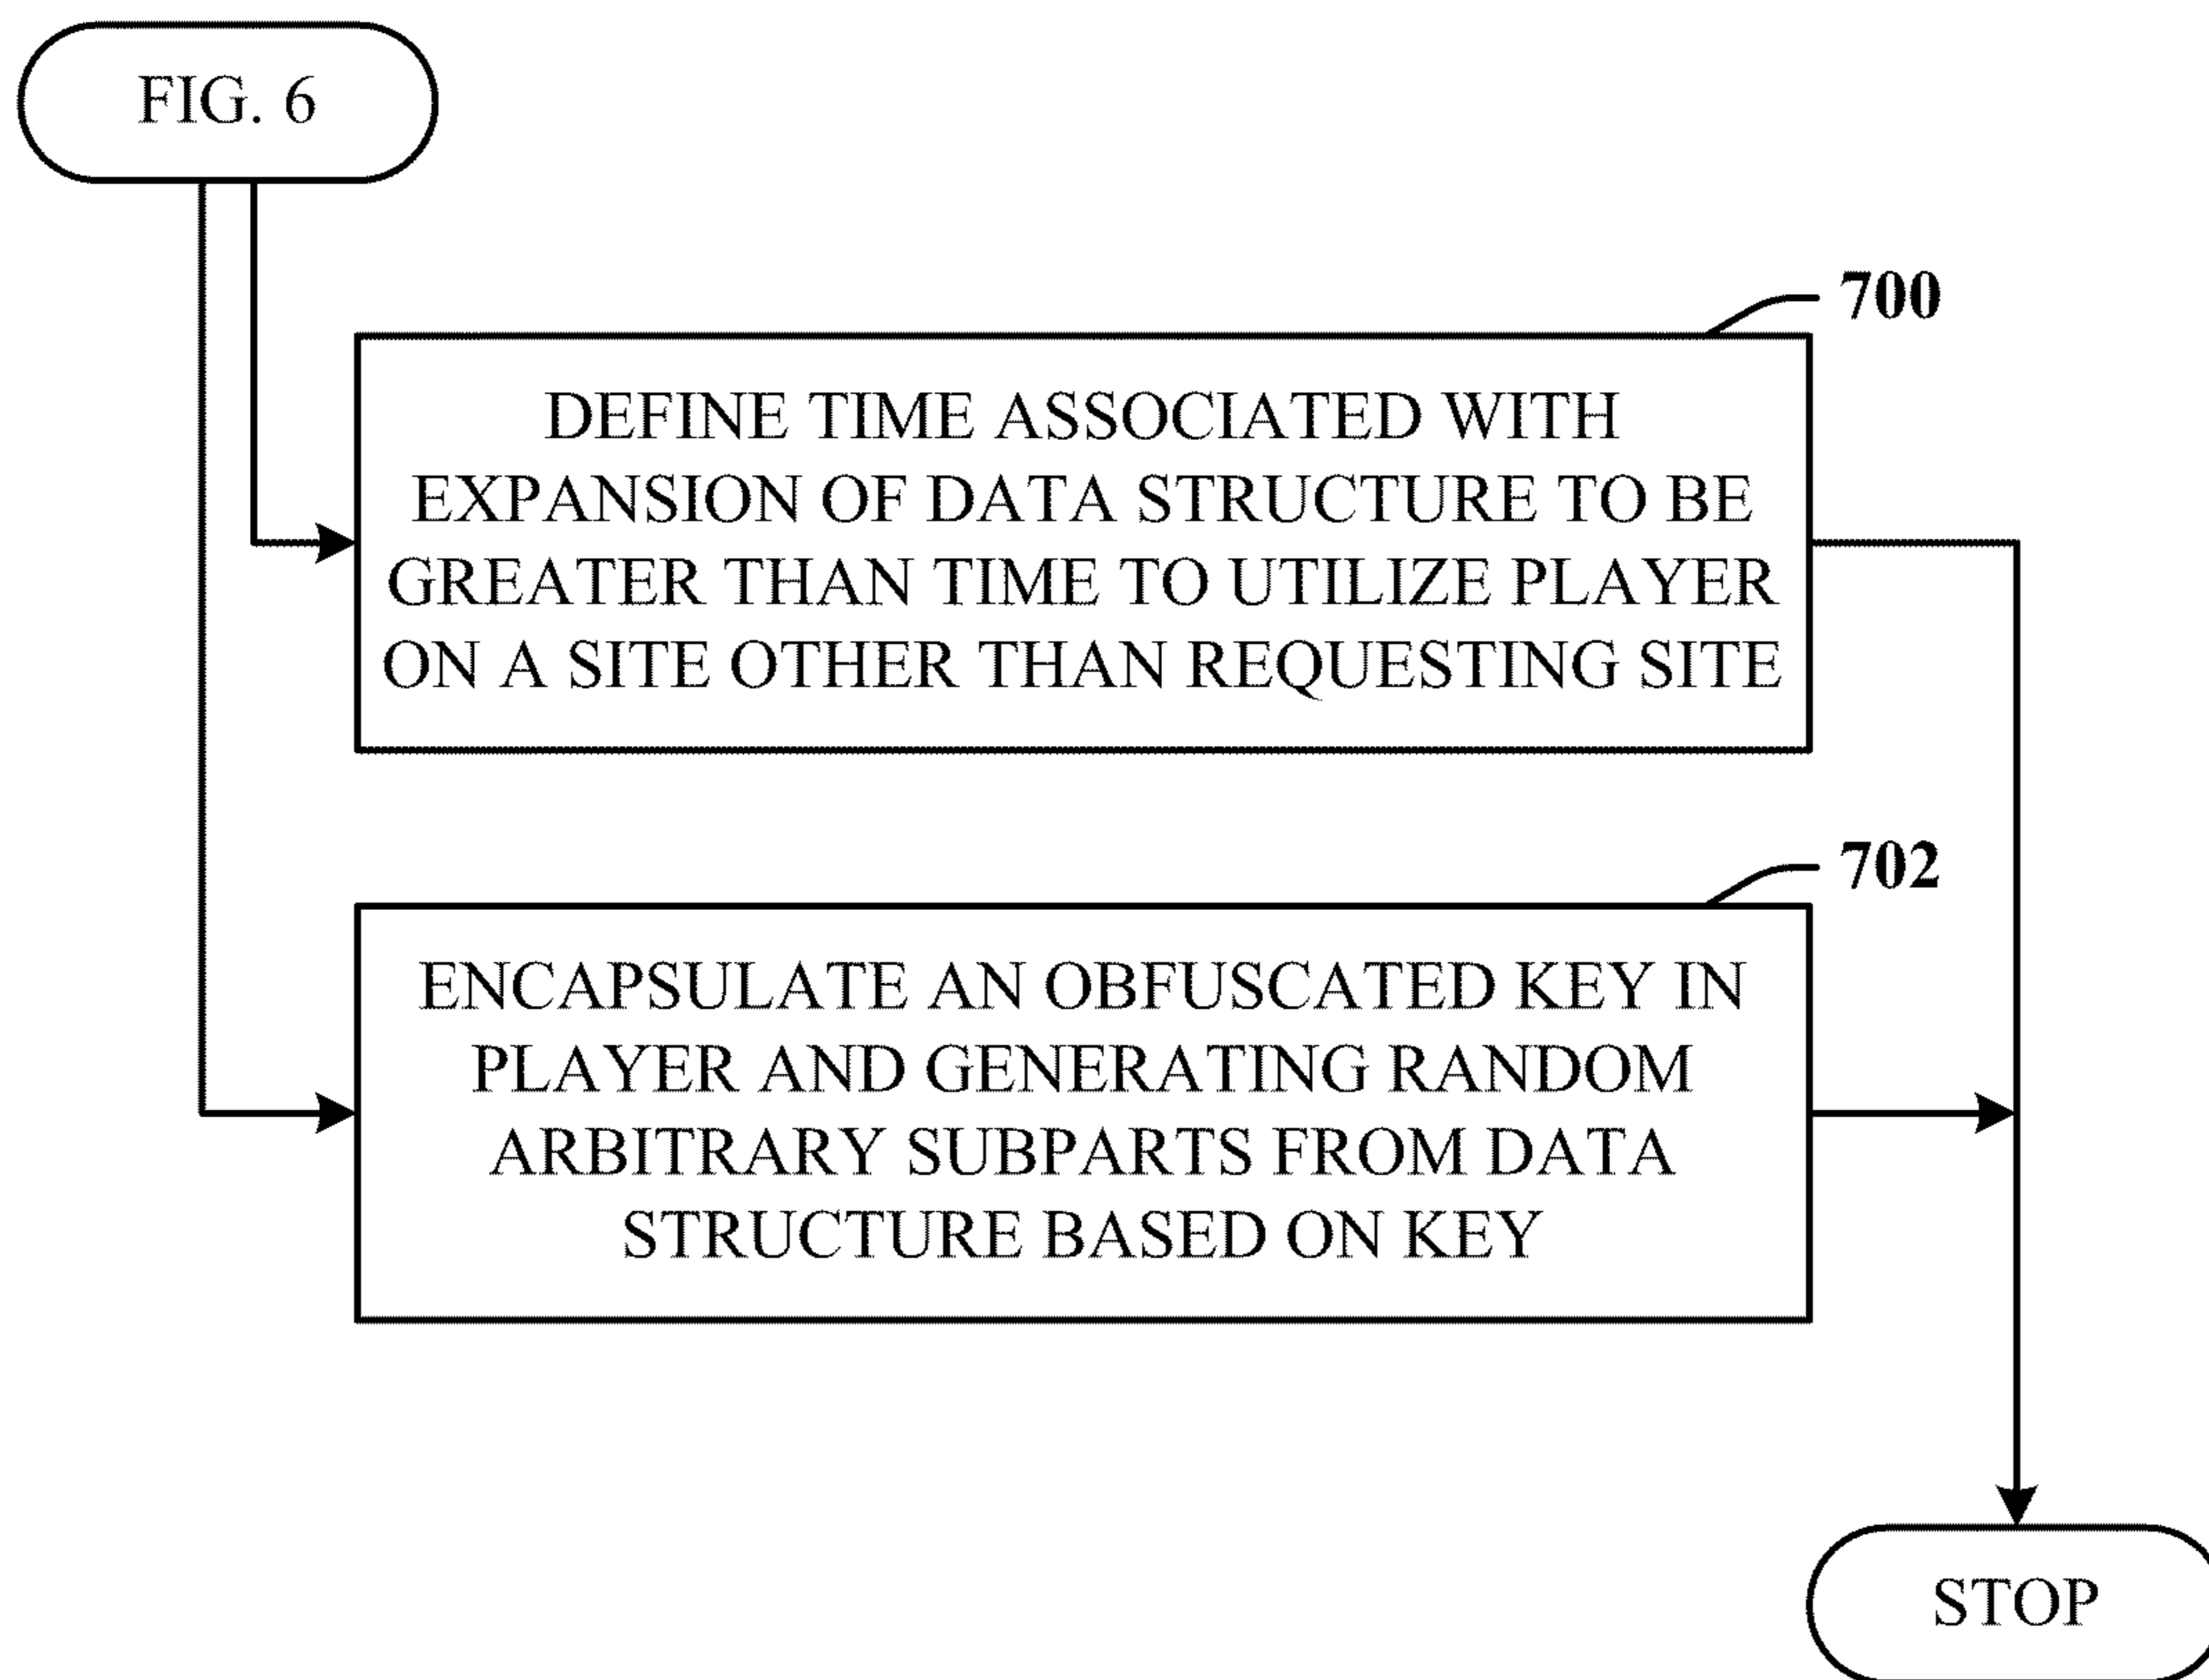 FIG. 6
700
DEFINE TIME ASSOCIATED WITH
EXPANSION OF DATA STRUCTURE TO BE
GREATER THAN TIME TO UTILIZE PLAYER
ON A SITE OTHER THAN REQUESTING SITE
702
ENCAPSULATE AN OBFUSCATED KEY IN
PLAYER AND GENERATING RANDOM
ARBITRARY SUBPARTS FROM DATA
STRUCTURE BASED ON KEY
STOP